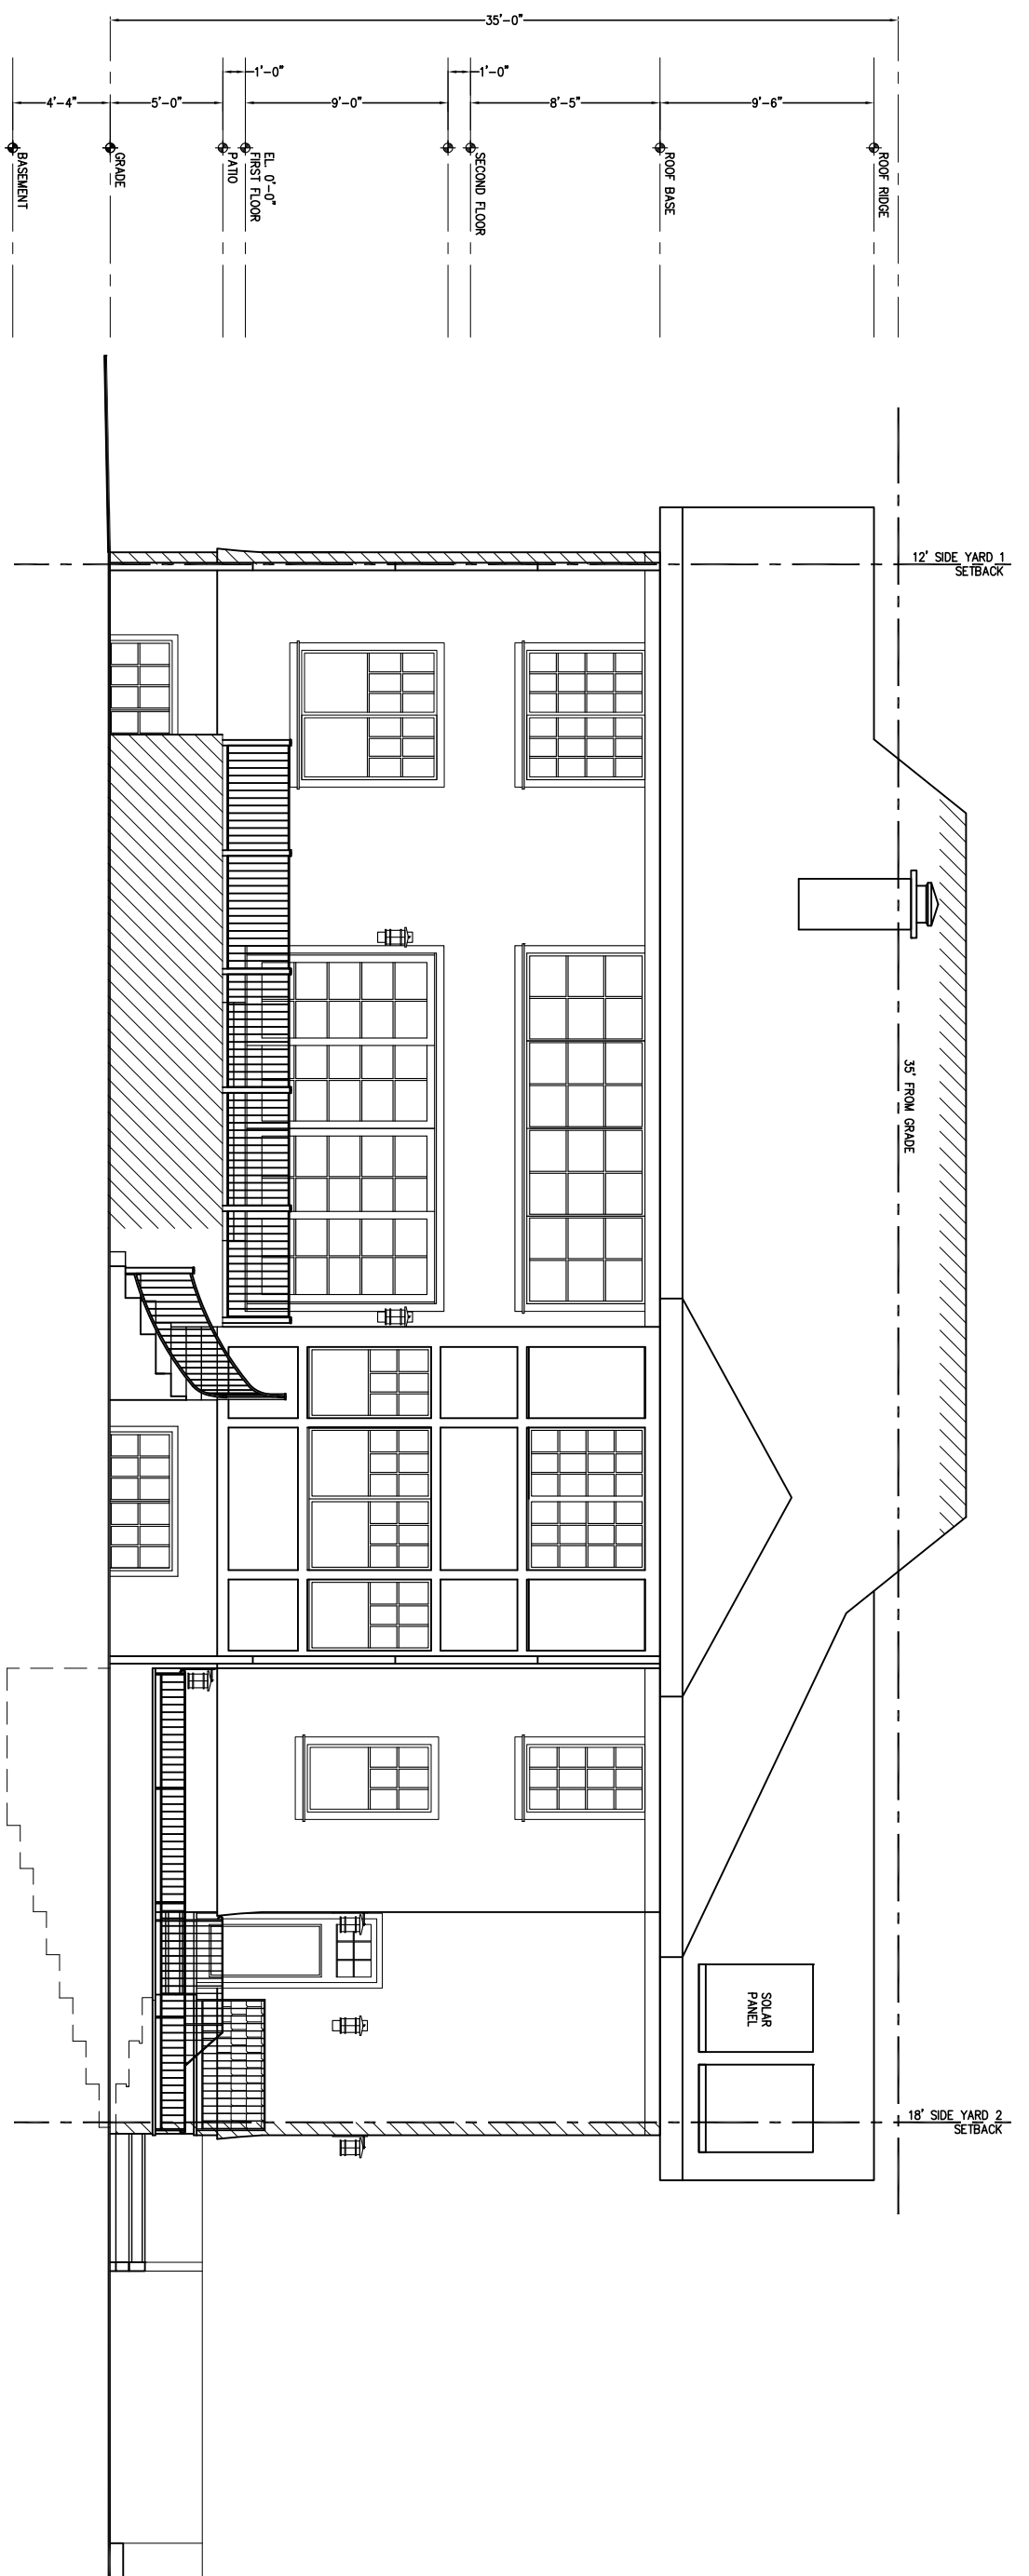 35'-0"
1'-0"
1'-0"
4'-4"
5'-0"
9'-0"
8'-5"
9'-6"
ROOF RIDGE
ROOF BASE
SECOND FLOOR
EL. 0'-0"
FIRST FLOOR
PATIO
GRADE
BASEMENT
12' SIDE YARD 1
SETBACK
35' FROM GRADE
SOLAR
PANEL
18' SIDE YARD 2
SETBACK